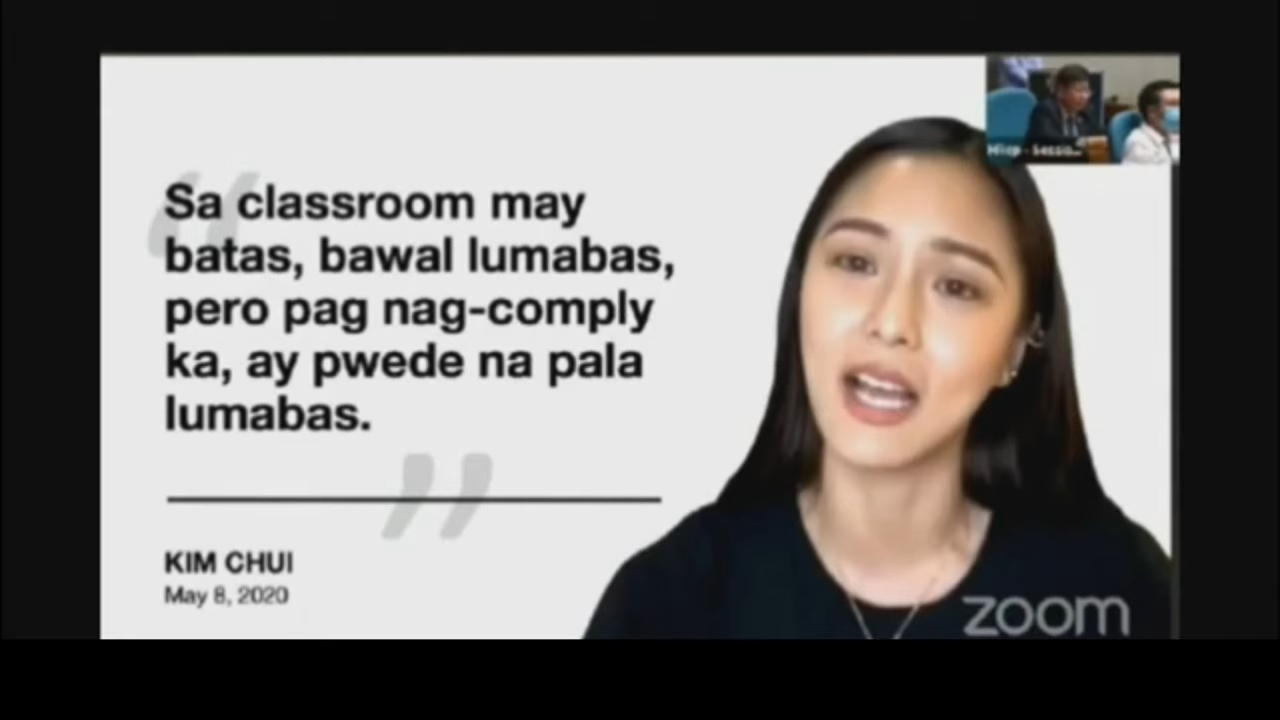 Sa classroom may
batas, bawal lumabas,
pero pag nag-comply
ka, ay pwede na pala
lumabas.
KIM CHUI
May 8, 2020
zoom